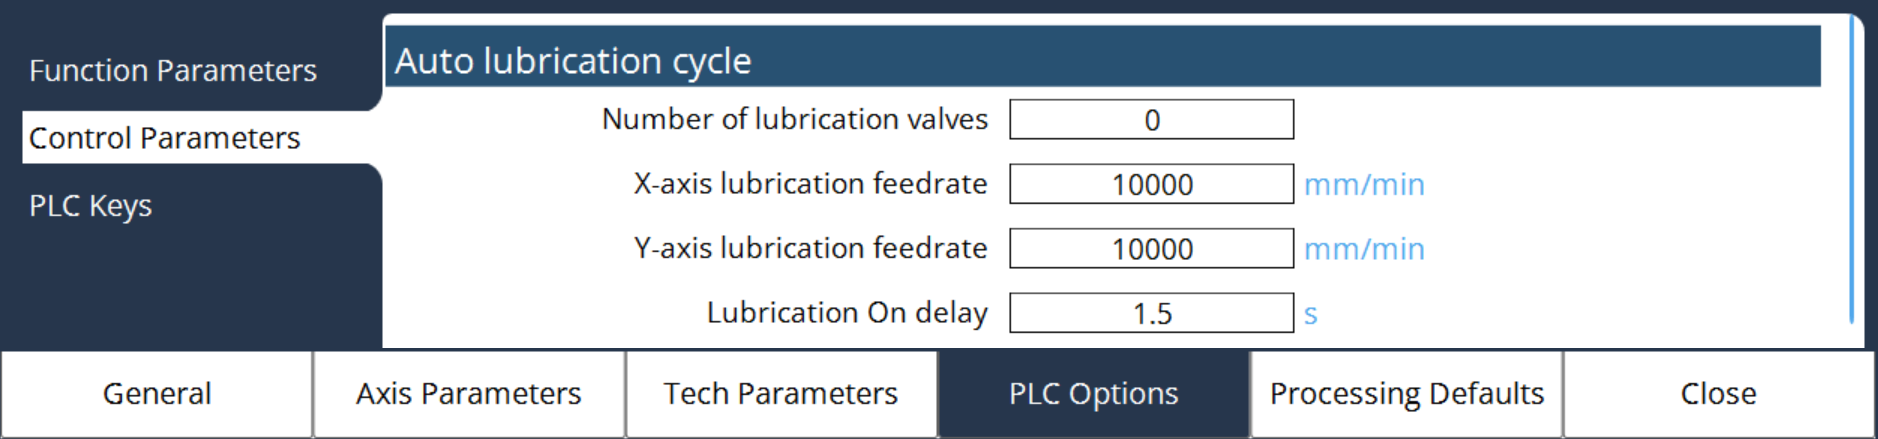 Function Parameters
Control Parameters
PLC Keys
Auto lubrication cycle
Number of lubrication valves 0
X-axis lubrication feedrate 10000 mm/min
Y-axis lubrication feedrate 10000 mm/min
Lubrication On delay 1.5 s
General Axis Parameters Tech Parameters PLC Options Processing Defaults Close